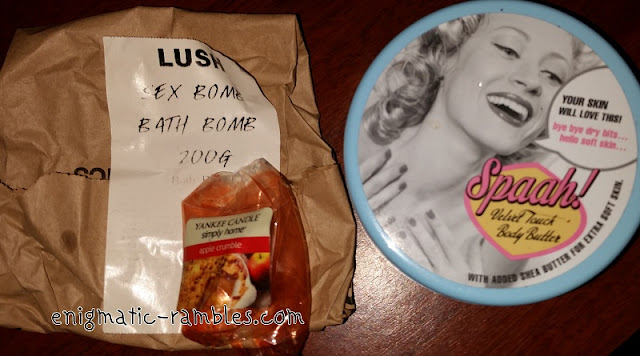 LUSH
SEX BOMB
BATH BOMB
200G
YANKEE CANDLE
simply home
apple crumble
YOUR SKIN
WILL LOVE THIS!
bye bye dry bits...
hello soft skin...
Spaah!
Velvet Touch
Body Butter
WITH ADDED SHEA BUTTER FOR EXTRA SOFT SKIN.
enigmatic-rambles.com